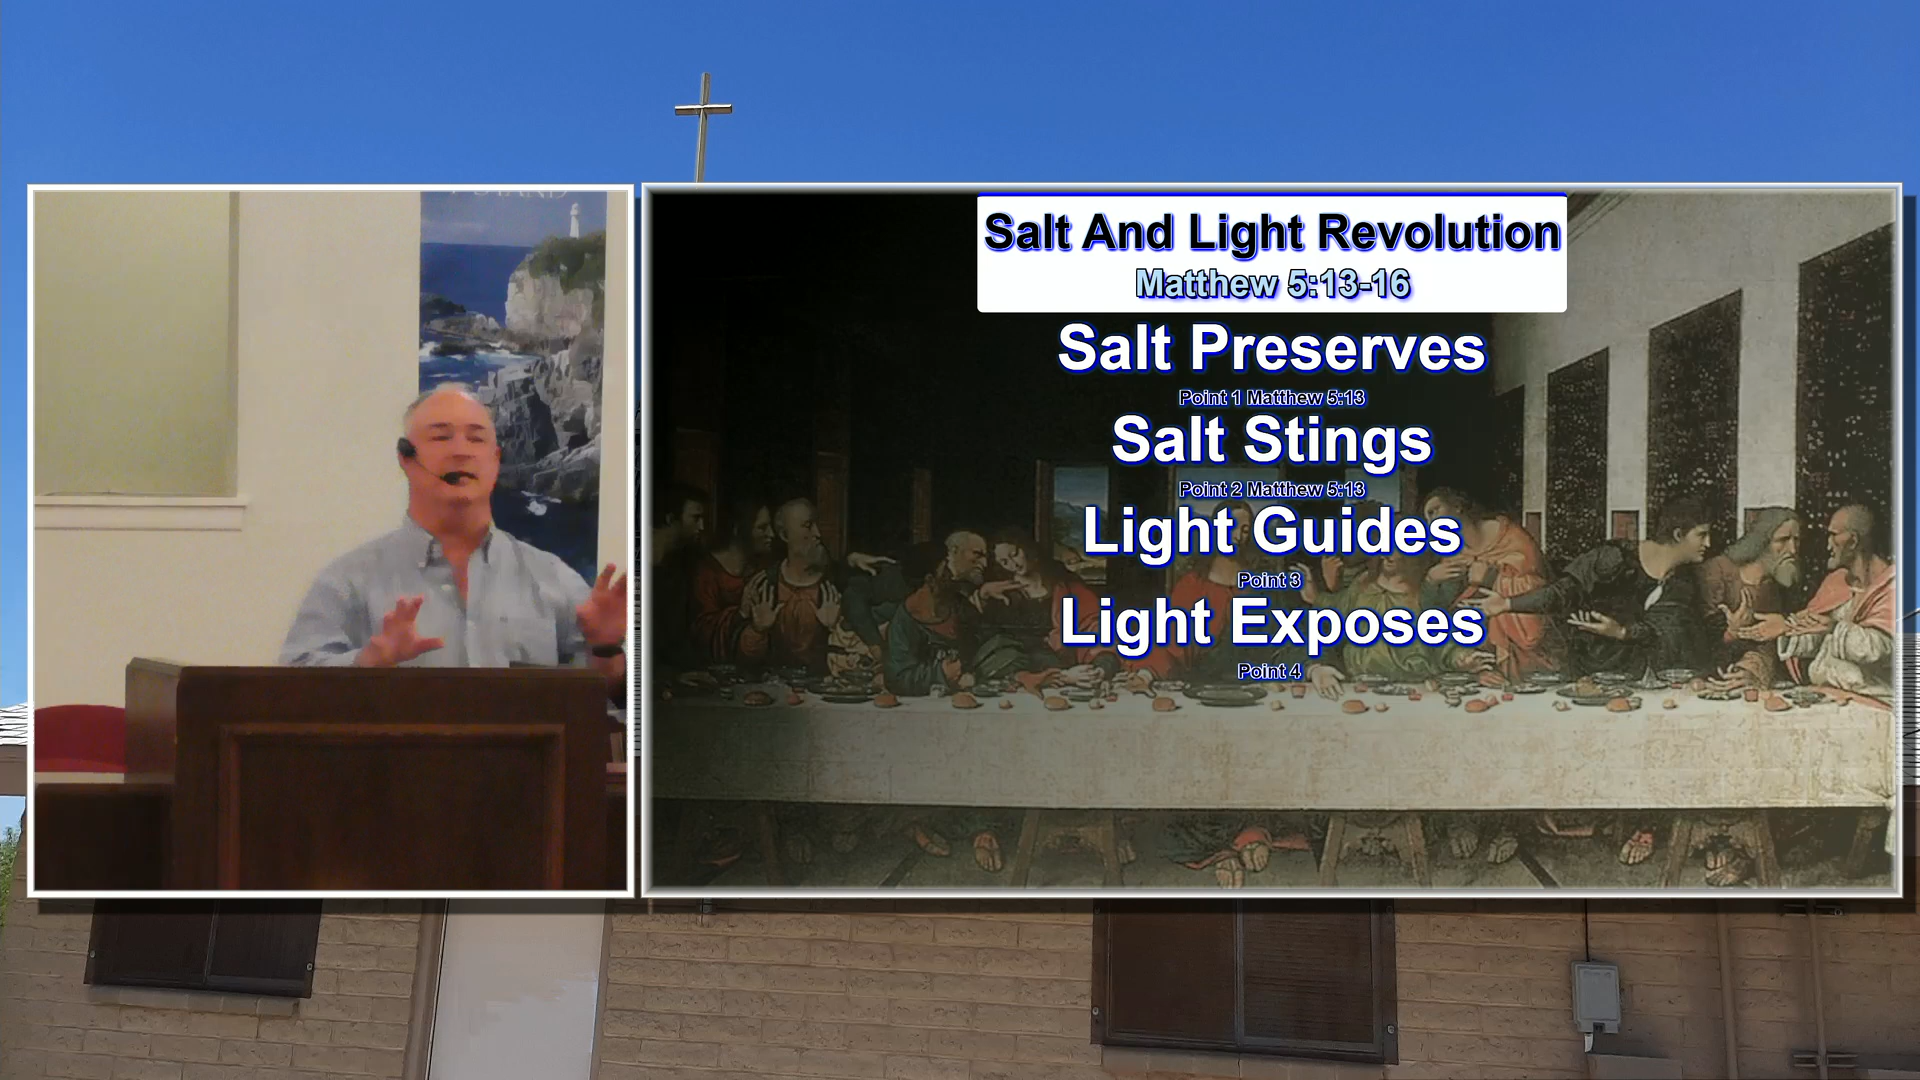 Salt And Light Revolution
Matthew 5:13-16
Salt Preserves
Point 1 Matthew 5:13
Salt Stings
Point 2 Matthew 5:13
Light Guides
Point 3
Light Exposes
Point 4